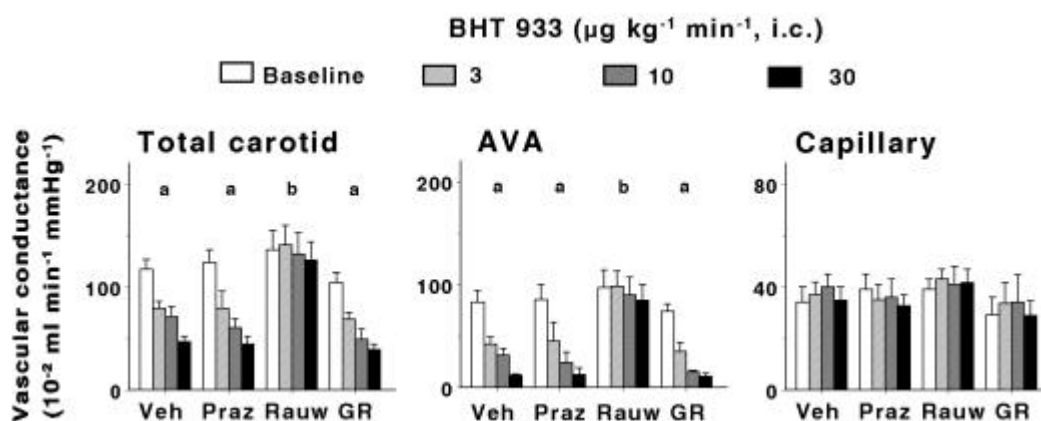 BHT 933 (µg kg⁻¹ min⁻¹, i.c.)
Baseline 3 10 30
Vascular conductance
(10⁻² ml min⁻¹ mmHg⁻¹)
Total carotid
200
100
0
a a b a
Veh Praz Rauw GR
AVA
200
100
0
a a b a
Veh Praz Rauw GR
Capillary
80
40
0
Veh Praz Rauw GR